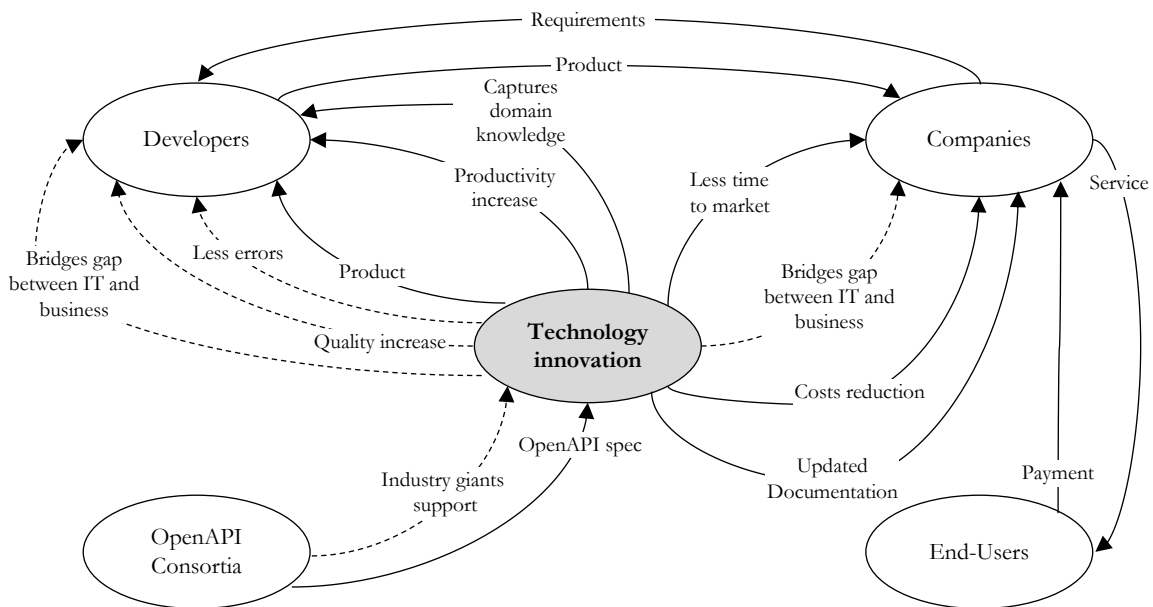 Requirements
Product
Captures
domain
knowledge
Developers
Companies
Productivity
increase
Less time
to market
Service
Less errors
Bridges gap
between IT and
business
Product
Bridges gap
between IT and
business
Technology
innovation
Quality increase
Costs reduction
OpenAPI spec
Industry giants
support
Updated
Documentation
Payment
OpenAPI
Consortia
End-Users